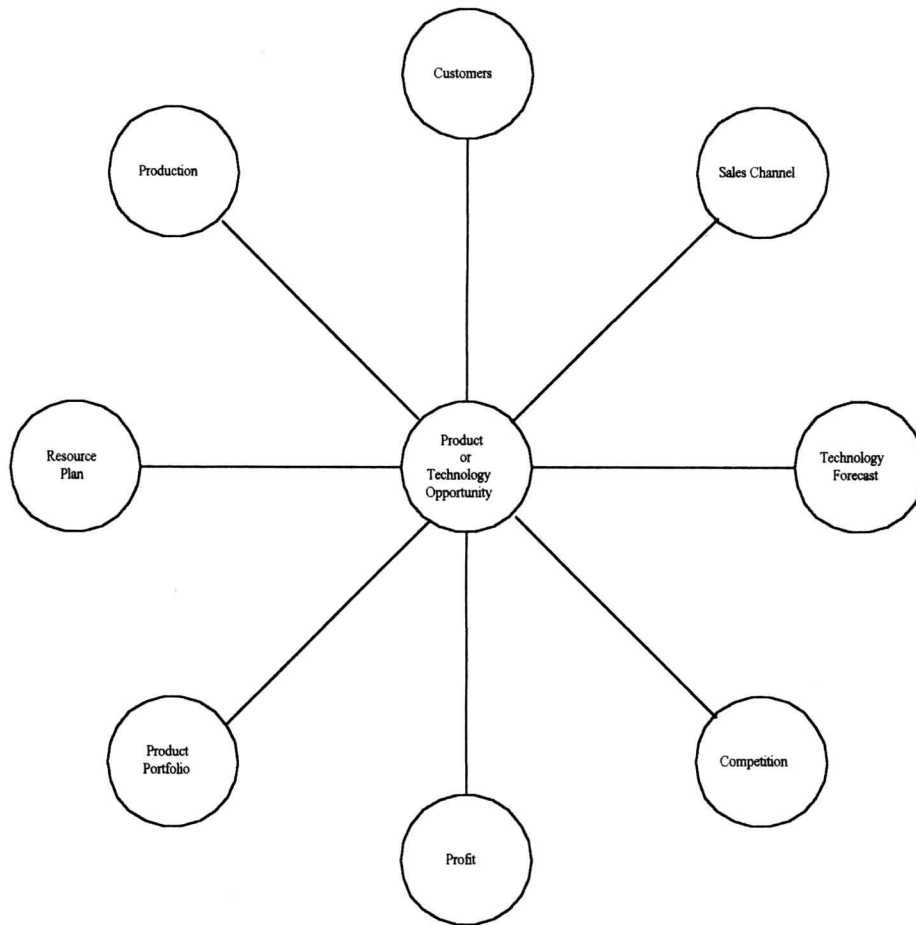 Customers
Production
Sales Channel
Product
or
Technology
Opportunity
Resource
Plan
Technology
Forecast
Product
Portfolio
Competition
Profit